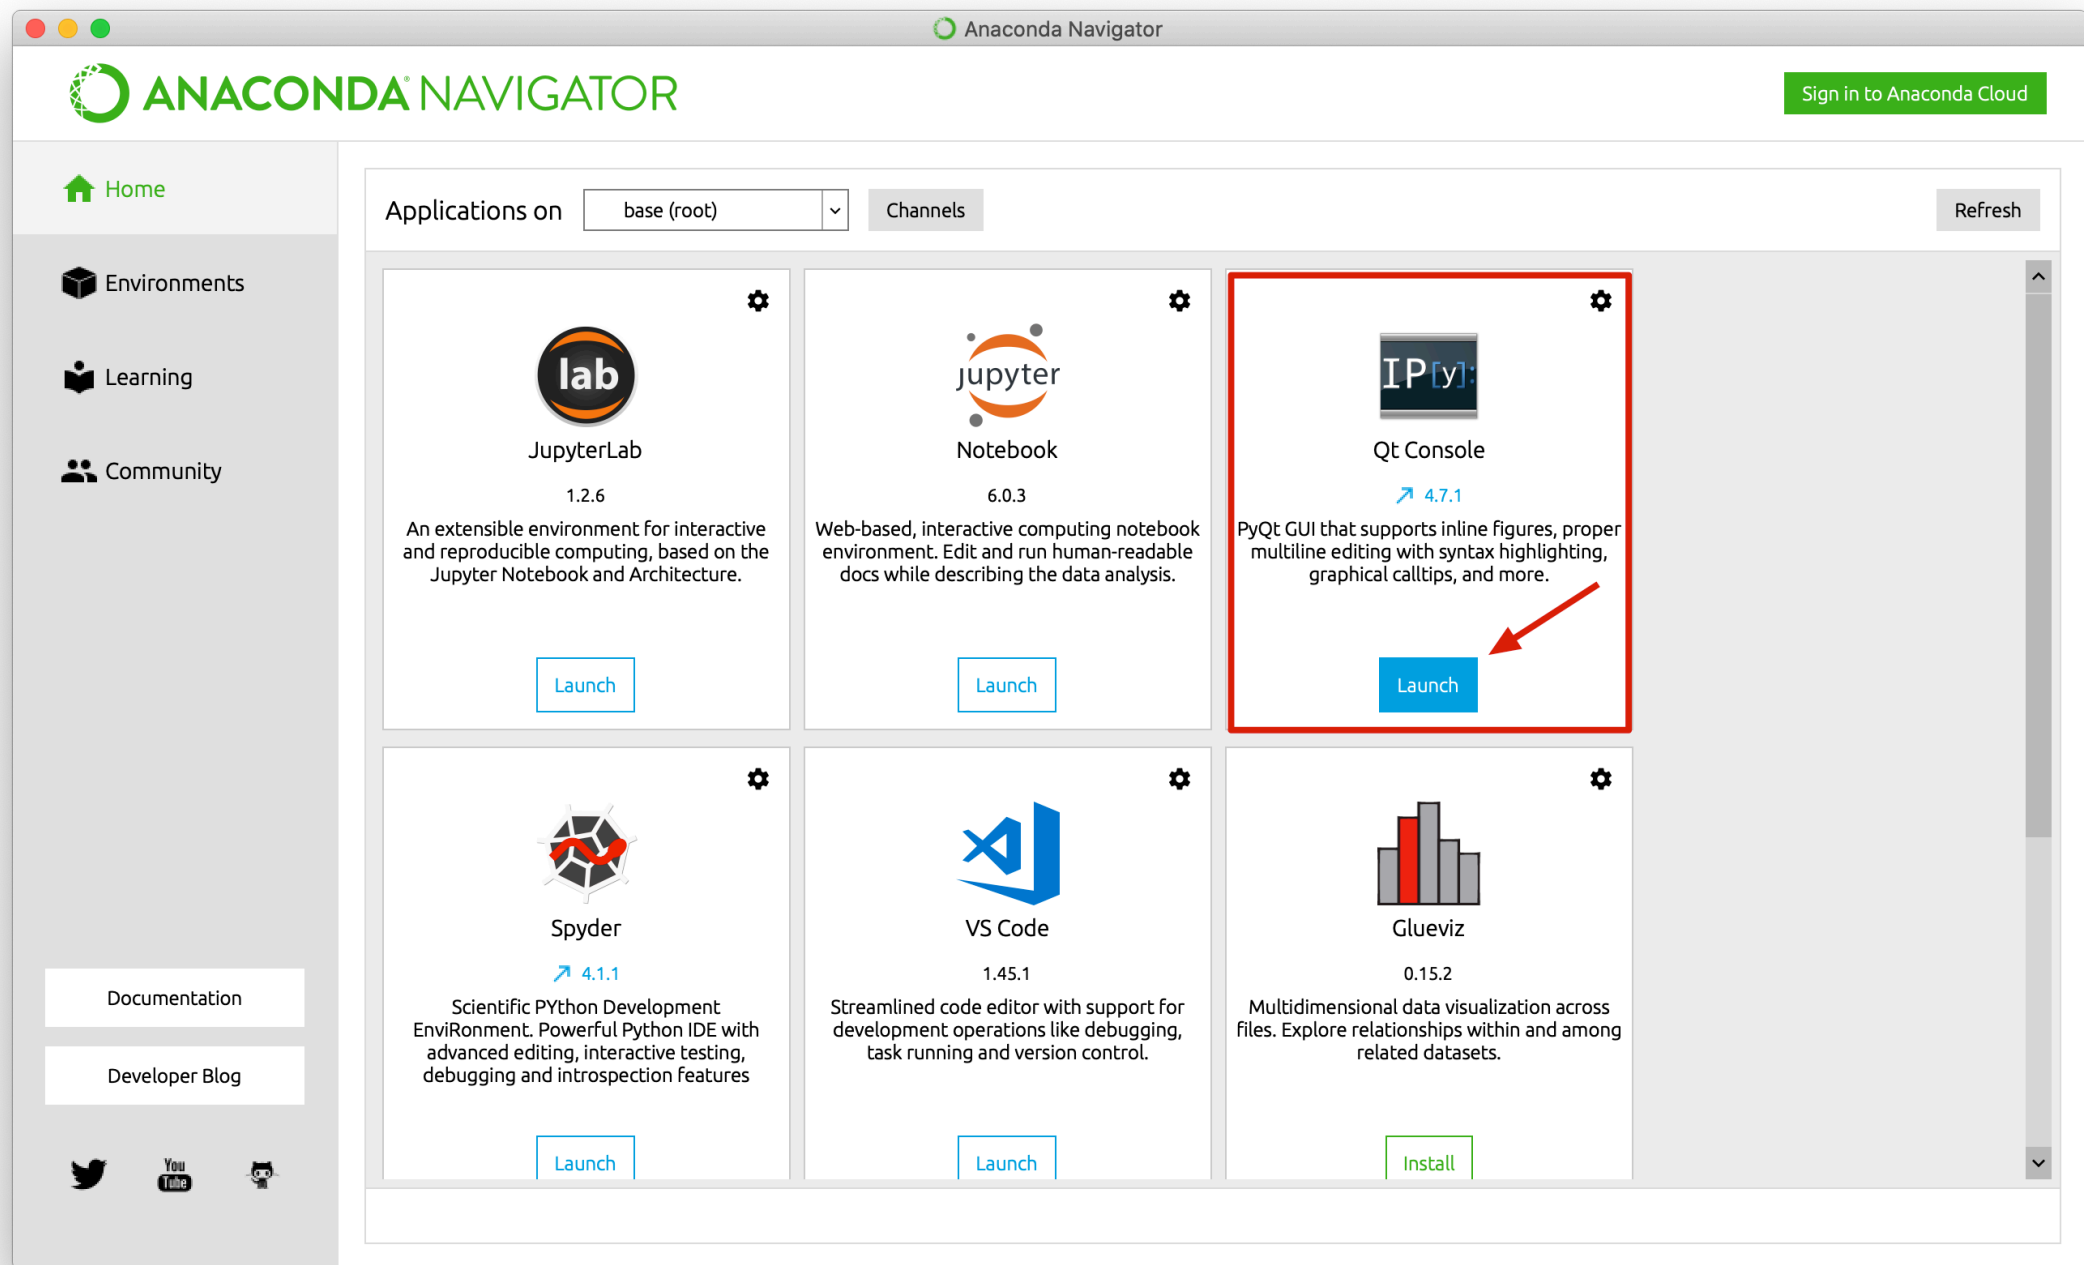 Anaconda Navigator
ANACONDA NAVIGATOR
Sign in to Anaconda Cloud
Home
Environments
Learning
Community
Documentation
Developer Blog
You
Tube
Applications on
base (root)
Channels
Refresh
lab
JupyterLab
1.2.6
An extensible environment for interactive
and reproducible computing, based on the
Jupyter Notebook and Architecture.
Launch
jupyter
Notebook
6.0.3
Web-based, interactive computing notebook
environment. Edit and run human-readable
docs while describing the data analysis.
Launch
IP[y]:
Qt Console
4.7.1
PyQt GUI that supports inline figures, proper
multiline editing with syntax highlighting,
graphical calltips, and more.
Launch
Spyder
4.1.1
Scientific PYthon Development
EnviRonment. Powerful Python IDE with
advanced editing, interactive testing,
debugging and introspection features
Launch
VS Code
1.45.1
Streamlined code editor with support for
development operations like debugging,
task running and version control.
Launch
Glueviz
0.15.2
Multidimensional data visualization across
files. Explore relationships within and among
related datasets.
Install